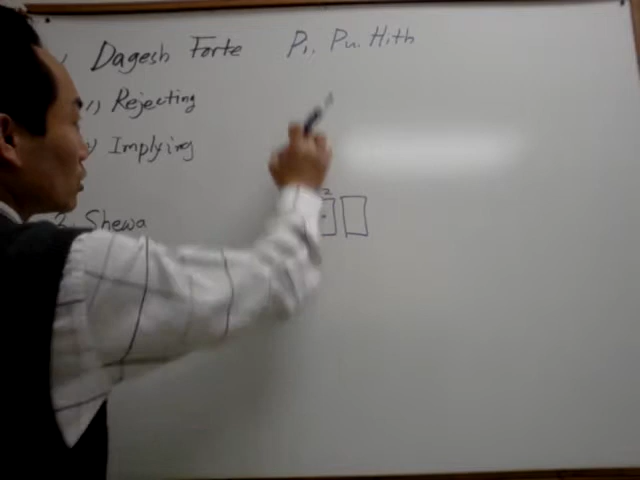 Dagesh Forte Pi. Pu. Hith
1) Rejecting
Implying
2. Shewa
2